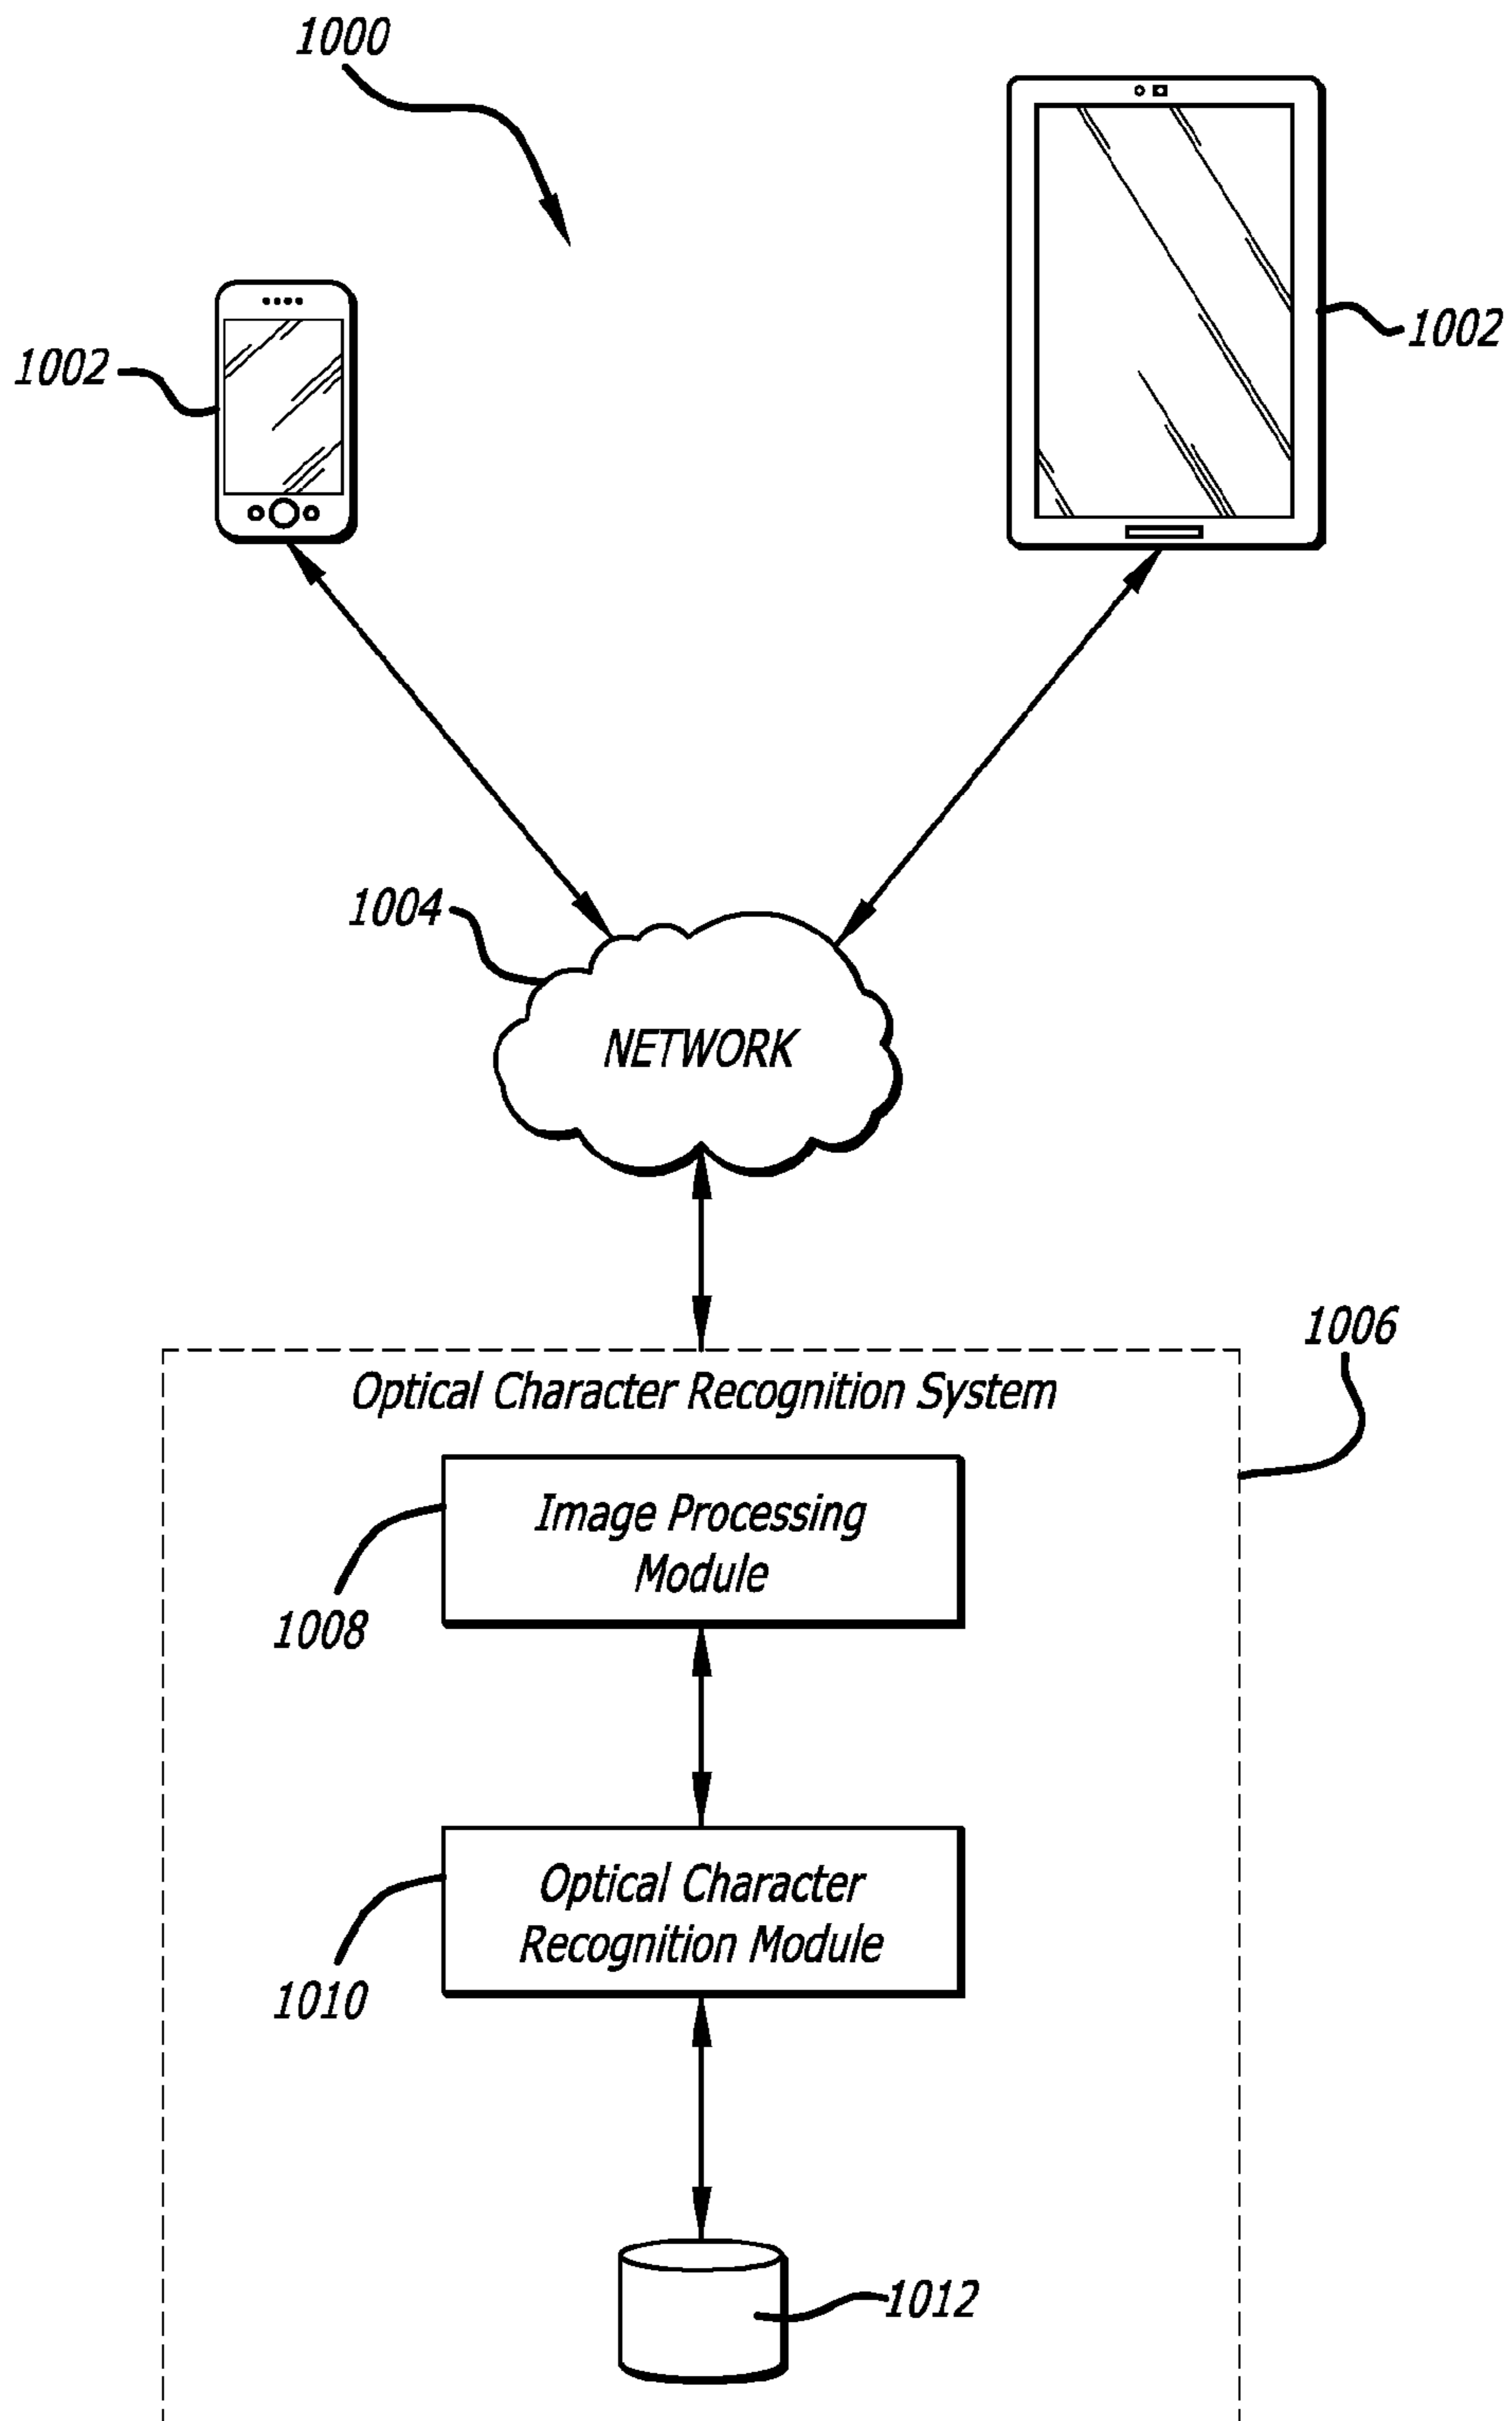 1000
1002
1002
1004
NETWORK
1006
Optical Character Recognition System
Image Processing
Module
1008
Optical Character
Recognition Module
1010
1012